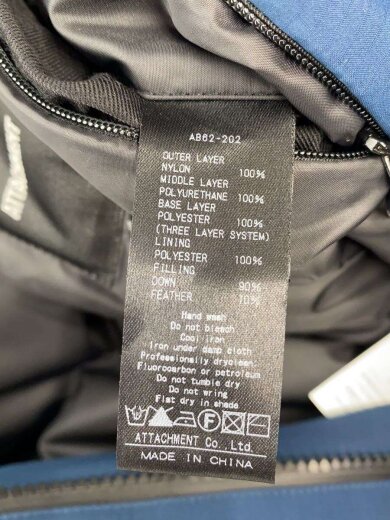 AB62-202
OUTER LAYER
NYLON 100%
MIDDLE LAYER
POLYURETHANE 100%
BASE LAYER
POLYESTER 100%
(THREE LAYER SYSTEM)
LINING
POLYESTER 100%
FILLING
DOWN 90%
FEATHER 10%
Hand wash
Do not bleach
Cool iron
Iron under damp cloth
Professionally dryclean
Fluorocarbon or petroleum
Do not tumble dry
Do not wring
Flat dry in shade
ATTACHMENT Co., Ltd.
MADE IN CHINA